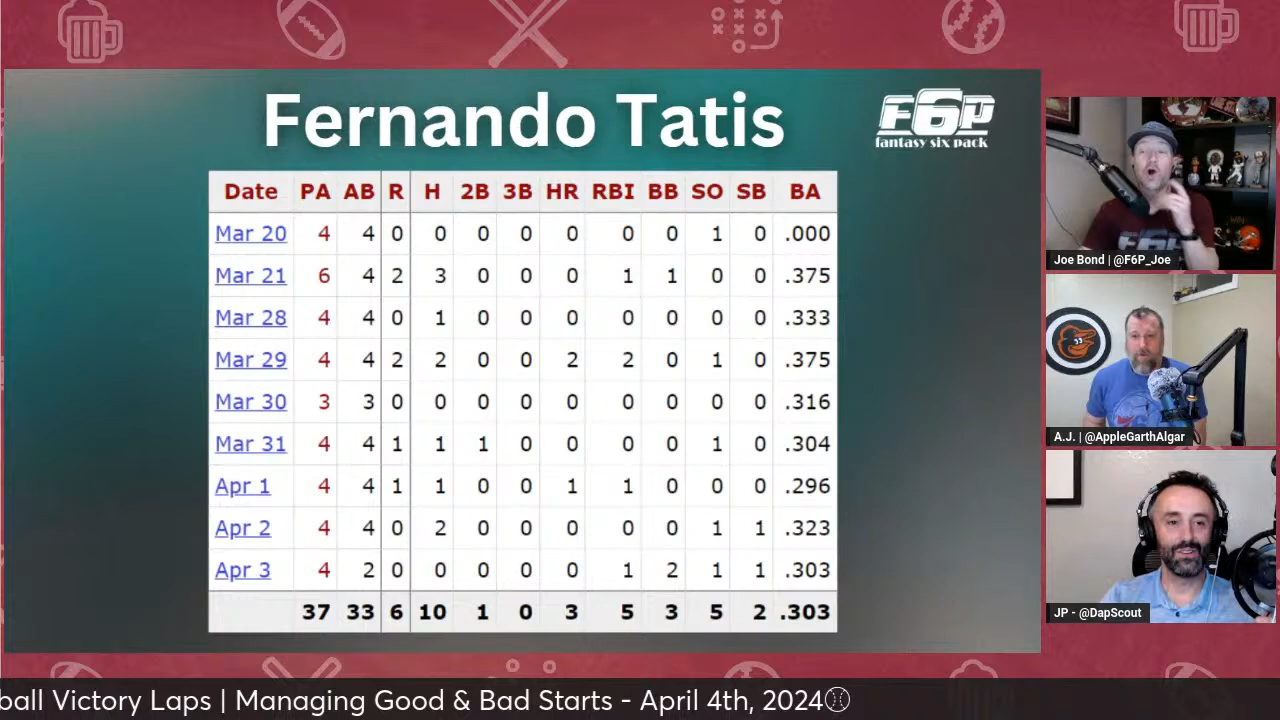 Fernando Tatis
F6P
fantasy six pack
Date PA AB R H 2B 3B HR RBI BB SO SB BA
Mar 20 4 4 0 0 0 0 0 0 0 1 0 .000
Mar 21 6 4 2 3 0 0 0 1 1 0 0 .375
Mar 28 4 4 0 1 0 0 0 0 0 0 0 .333
Mar 29 4 4 2 2 0 0 2 2 0 1 0 .375
Mar 30 3 3 0 0 0 0 0 0 0 0 0 .316
Mar 31 4 4 1 1 1 0 0 0 0 1 0 .304
Apr 1 4 4 1 1 0 0 1 1 0 0 0 .296
Apr 2 4 4 0 2 0 0 0 0 0 1 1 .323
Apr 3 4 2 0 0 0 0 0 1 2 1 1 .303
37 33 6 10 1 0 3 5 3 5 2 .303
F6P
Joe Bond | @F6P_Joe
A.J. | @AppleGarthAlgar
JP - @DapScout
ball Victory Laps | Managing Good & Bad Starts - April 4th, 2024